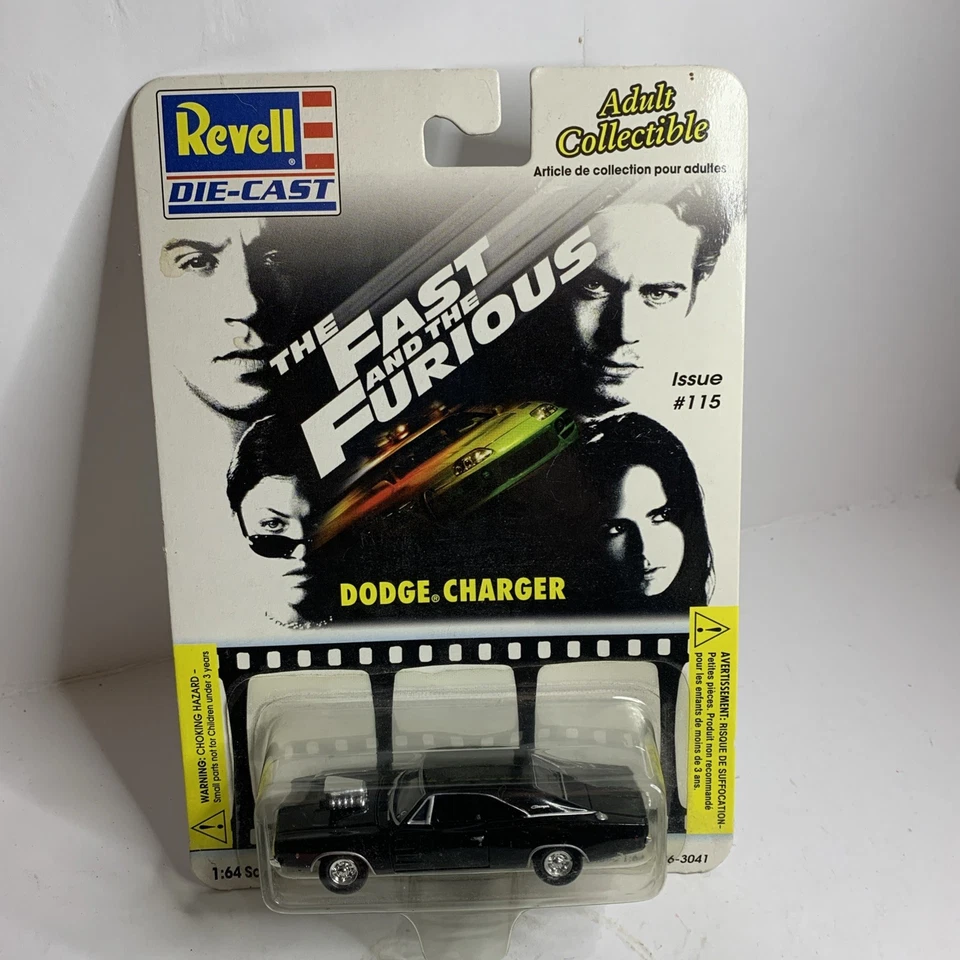 Revell®
DIE-CAST
Adult
Collectible
Article de collection pour adultes
THE
FAST
AND THE
FURIOUS
Issue
#115
DODGE® CHARGER
WARNING: CHOKING HAZARD -
Small parts not for Children under 3 years
AVERTISSEMENT: RISQUE DE SUFFOCATION-
Petites pièces. Produit non recommandé
pour les enfants de moins de 3 ans.
1:64
6-3041